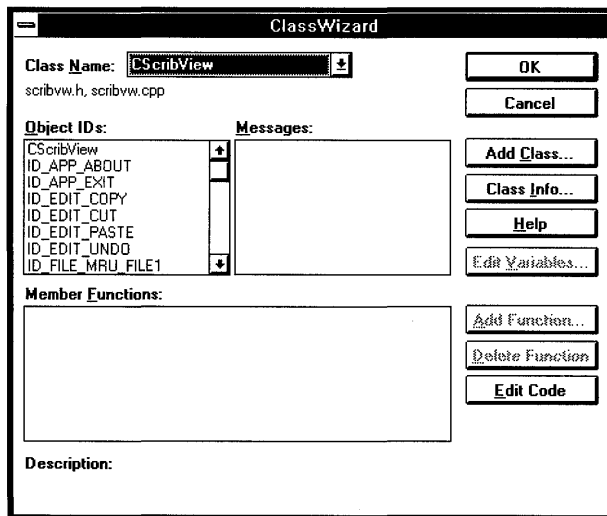 ClassWizard
Class Name: CScribView
scribvw.h, scribvw.cpp
Object IDs:
CScribView
ID_APP_ABOUT
ID_APP_EXIT
ID_EDIT_COPY
ID_EDIT_CUT
ID_EDIT_PASTE
ID_EDIT_UNDO
ID_FILE_MRU_FILE1
Messages:
Member Functions:
Description:
OK
Cancel
Add Class...
Class Info...
Help
Edit Variables...
Add Function...
Delete Function
Edit Code